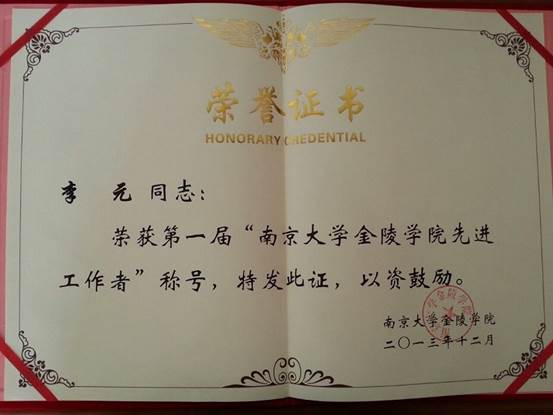 荣誉证书
HONORARY CREDENTIAL
李 元 同志：
荣获第一届“南京大学金陵学院先进
工作者”称号，特发此证，以资鼓励。
南京大学金陵学院
二〇一三年十二月